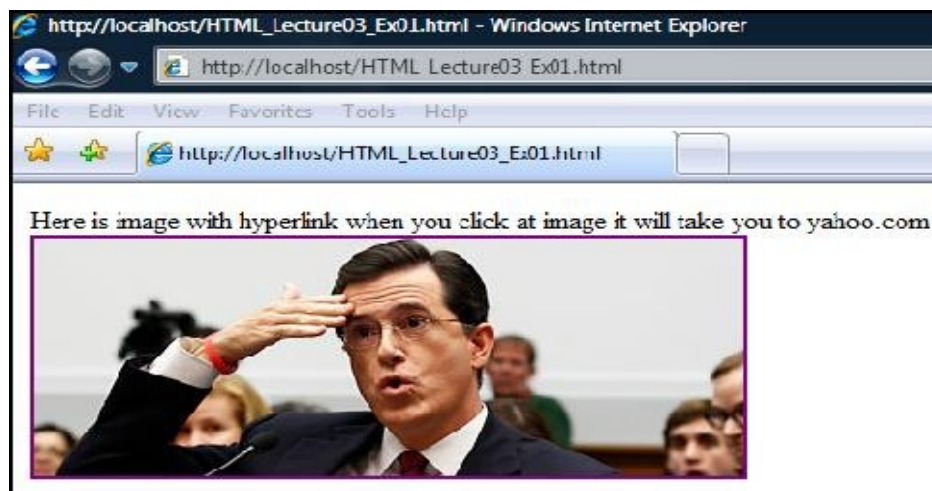 http://localhost/HTML_Lecture03_Ex01.html - Windows Internet Explorer
http://localhost/HTML Lecture03 Ex01.html
File Edit View Favorites Tools Help
http://localhost/HTML_Lecture03_Ex01.html
Here is image with hyperlink when you click at image it will take you to yahoo.com